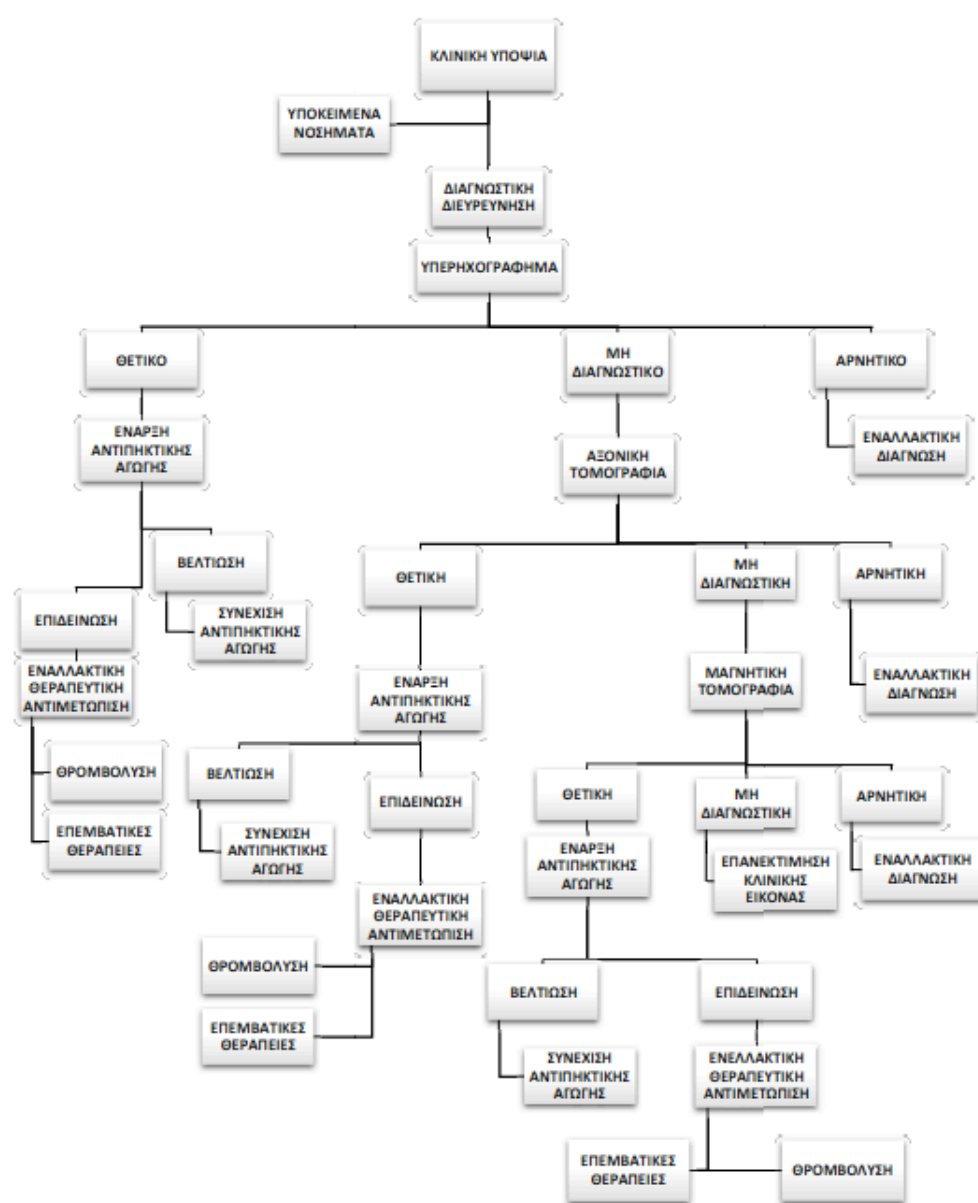 ΚΛΙΝΙΚΗ ΥΠΟΨΙΑ
ΥΠΟΚΕΙΜΕΝΑ
ΝΟΣΗΜΑΤΑ
ΔΙΑΓΝΩΣΤΙΚΗ
ΔΙΕΥΡΕΥΝΗΣΗ
ΥΠΕΡΗΧΟΓΡΑΦΗΜΑ
ΘΕΤΙΚΟ
ΜΗ
ΔΙΑΓΝΩΣΤΙΚΟ
ΑΡΝΗΤΙΚΟ
ΕΝΑΡΞΗ
ΑΝΤΙΠΗΚΤΙΚΗΣ
ΑΓΩΓΗΣ
ΑΞΟΝΙΚΗ
ΤΟΜΟΓΡΑΦΙΑ
ΕΝΑΛΛΑΚΤΙΚΗ
ΔΙΑΓΝΩΣΗ
ΒΕΛΤΙΩΣΗ
ΘΕΤΙΚΗ
ΜΗ
ΔΙΑΓΝΩΣΤΙΚΗ
ΑΡΝΗΤΙΚΗ
ΕΠΙΔΕΙΝΩΣΗ
ΣΥΝΕΧΙΣΗ
ΑΝΤΙΠΗΚΤΙΚΗΣ
ΑΓΩΓΗΣ
ΕΝΑΛΛΑΚΤΙΚΗ
ΘΕΡΑΠΕΥΤΙΚΗ
ΑΝΤΙΜΕΤΩΠΙΣΗ
ΕΝΑΡΞΗ
ΑΝΤΙΠΗΚΤΙΚΗΣ
ΑΓΩΓΗΣ
ΜΑΓΝΗΤΙΚΗ
ΤΟΜΟΓΡΑΦΙΑ
ΕΝΑΛΛΑΚΤΙΚΗ
ΔΙΑΓΝΩΣΗ
ΘΡΟΜΒΟΛΥΣΗ
ΒΕΛΤΙΩΣΗ
ΕΠΙΔΕΙΝΩΣΗ
ΘΕΤΙΚΗ
ΜΗ
ΔΙΑΓΝΩΣΤΙΚΗ
ΑΡΝΗΤΙΚΗ
ΕΠΕΜΒΑΤΙΚΕΣ
ΘΕΡΑΠΕΙΕΣ
ΣΥΝΕΧΙΣΗ
ΑΝΤΙΠΗΚΤΙΚΗΣ
ΑΓΩΓΗΣ
ΕΝΑΡΞΗ
ΑΝΤΙΠΗΚΤΙΚΗΣ
ΑΓΩΓΗΣ
ΕΠΑΝΕΚΤΙΜΗΣΗ
ΚΛΙΝΙΚΗΣ
ΕΙΚΟΝΑΣ
ΕΝΑΛΛΑΚΤΙΚΗ
ΔΙΑΓΝΩΣΗ
ΕΝΑΛΛΑΚΤΙΚΗ
ΘΕΡΑΠΕΥΤΙΚΗ
ΑΝΤΙΜΕΤΩΠΙΣΗ
ΘΡΟΜΒΟΛΥΣΗ
ΕΠΕΜΒΑΤΙΚΕΣ
ΘΕΡΑΠΕΙΕΣ
ΒΕΛΤΙΩΣΗ
ΕΠΙΔΕΙΝΩΣΗ
ΣΥΝΕΧΙΣΗ
ΑΝΤΙΠΗΚΤΙΚΗΣ
ΑΓΩΓΗΣ
ΕΝΕΛΛΑΚΤΙΚΗ
ΘΕΡΑΠΕΥΤΙΚΗ
ΑΝΤΙΜΕΤΩΠΙΣΗ
ΕΠΕΜΒΑΤΙΚΕΣ
ΘΕΡΑΠΕΙΕΣ
ΘΡΟΜΒΟΛΥΣΗ